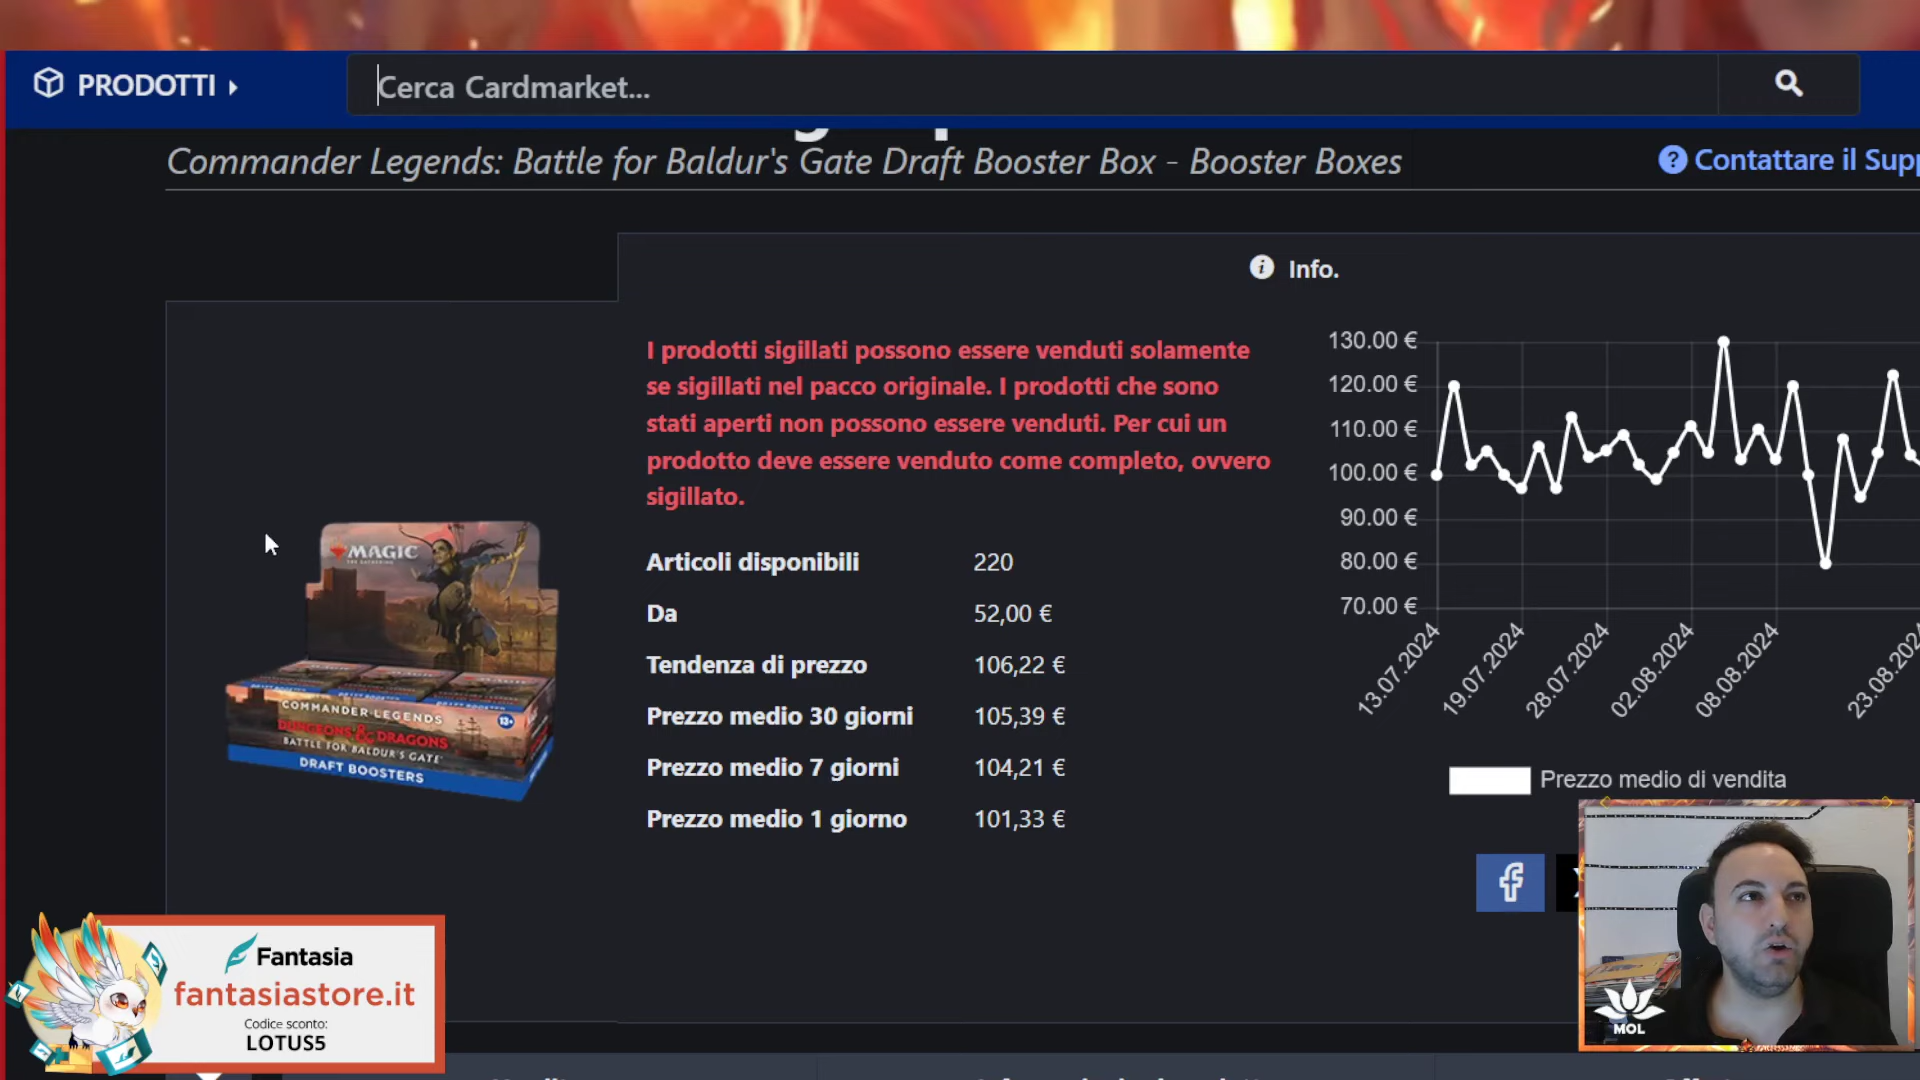 PRODOTTI
Cerca Cardmarket...
Commander Legends: Battle for Baldur's Gate Draft Booster Box - Booster Boxes
Contattare il Supp
Info.
I prodotti sigillati possono essere venduti solamente
se sigillati nel pacco originale. I prodotti che sono
stati aperti non possono essere venduti. Per cui un
prodotto deve essere venduto come completo, ovvero
sigillato.
Articoli disponibili 220
Da 52,00 €
Tendenza di prezzo 106,22 €
Prezzo medio 30 giorni 105,39 €
Prezzo medio 7 giorni 104,21 €
Prezzo medio 1 giorno 101,33 €
130.00 €
120.00 €
110.00 €
100.00 €
90.00 €
80.00 €
70.00 €
13.07.2024
19.07.2024
28.07.2024
02.08.2024
08.08.2024
23.08.202
Prezzo medio di vendita
MAGIC
THE GATHERING
COMMANDER LEGENDS
DUNGEONS & DRAGONS
BATTLE FOR BALDUR'S GATE
DRAFT BOOSTERS
13+
Fantasia
fantasiastore.it
Codice sconto:
LOTUS5
MOL